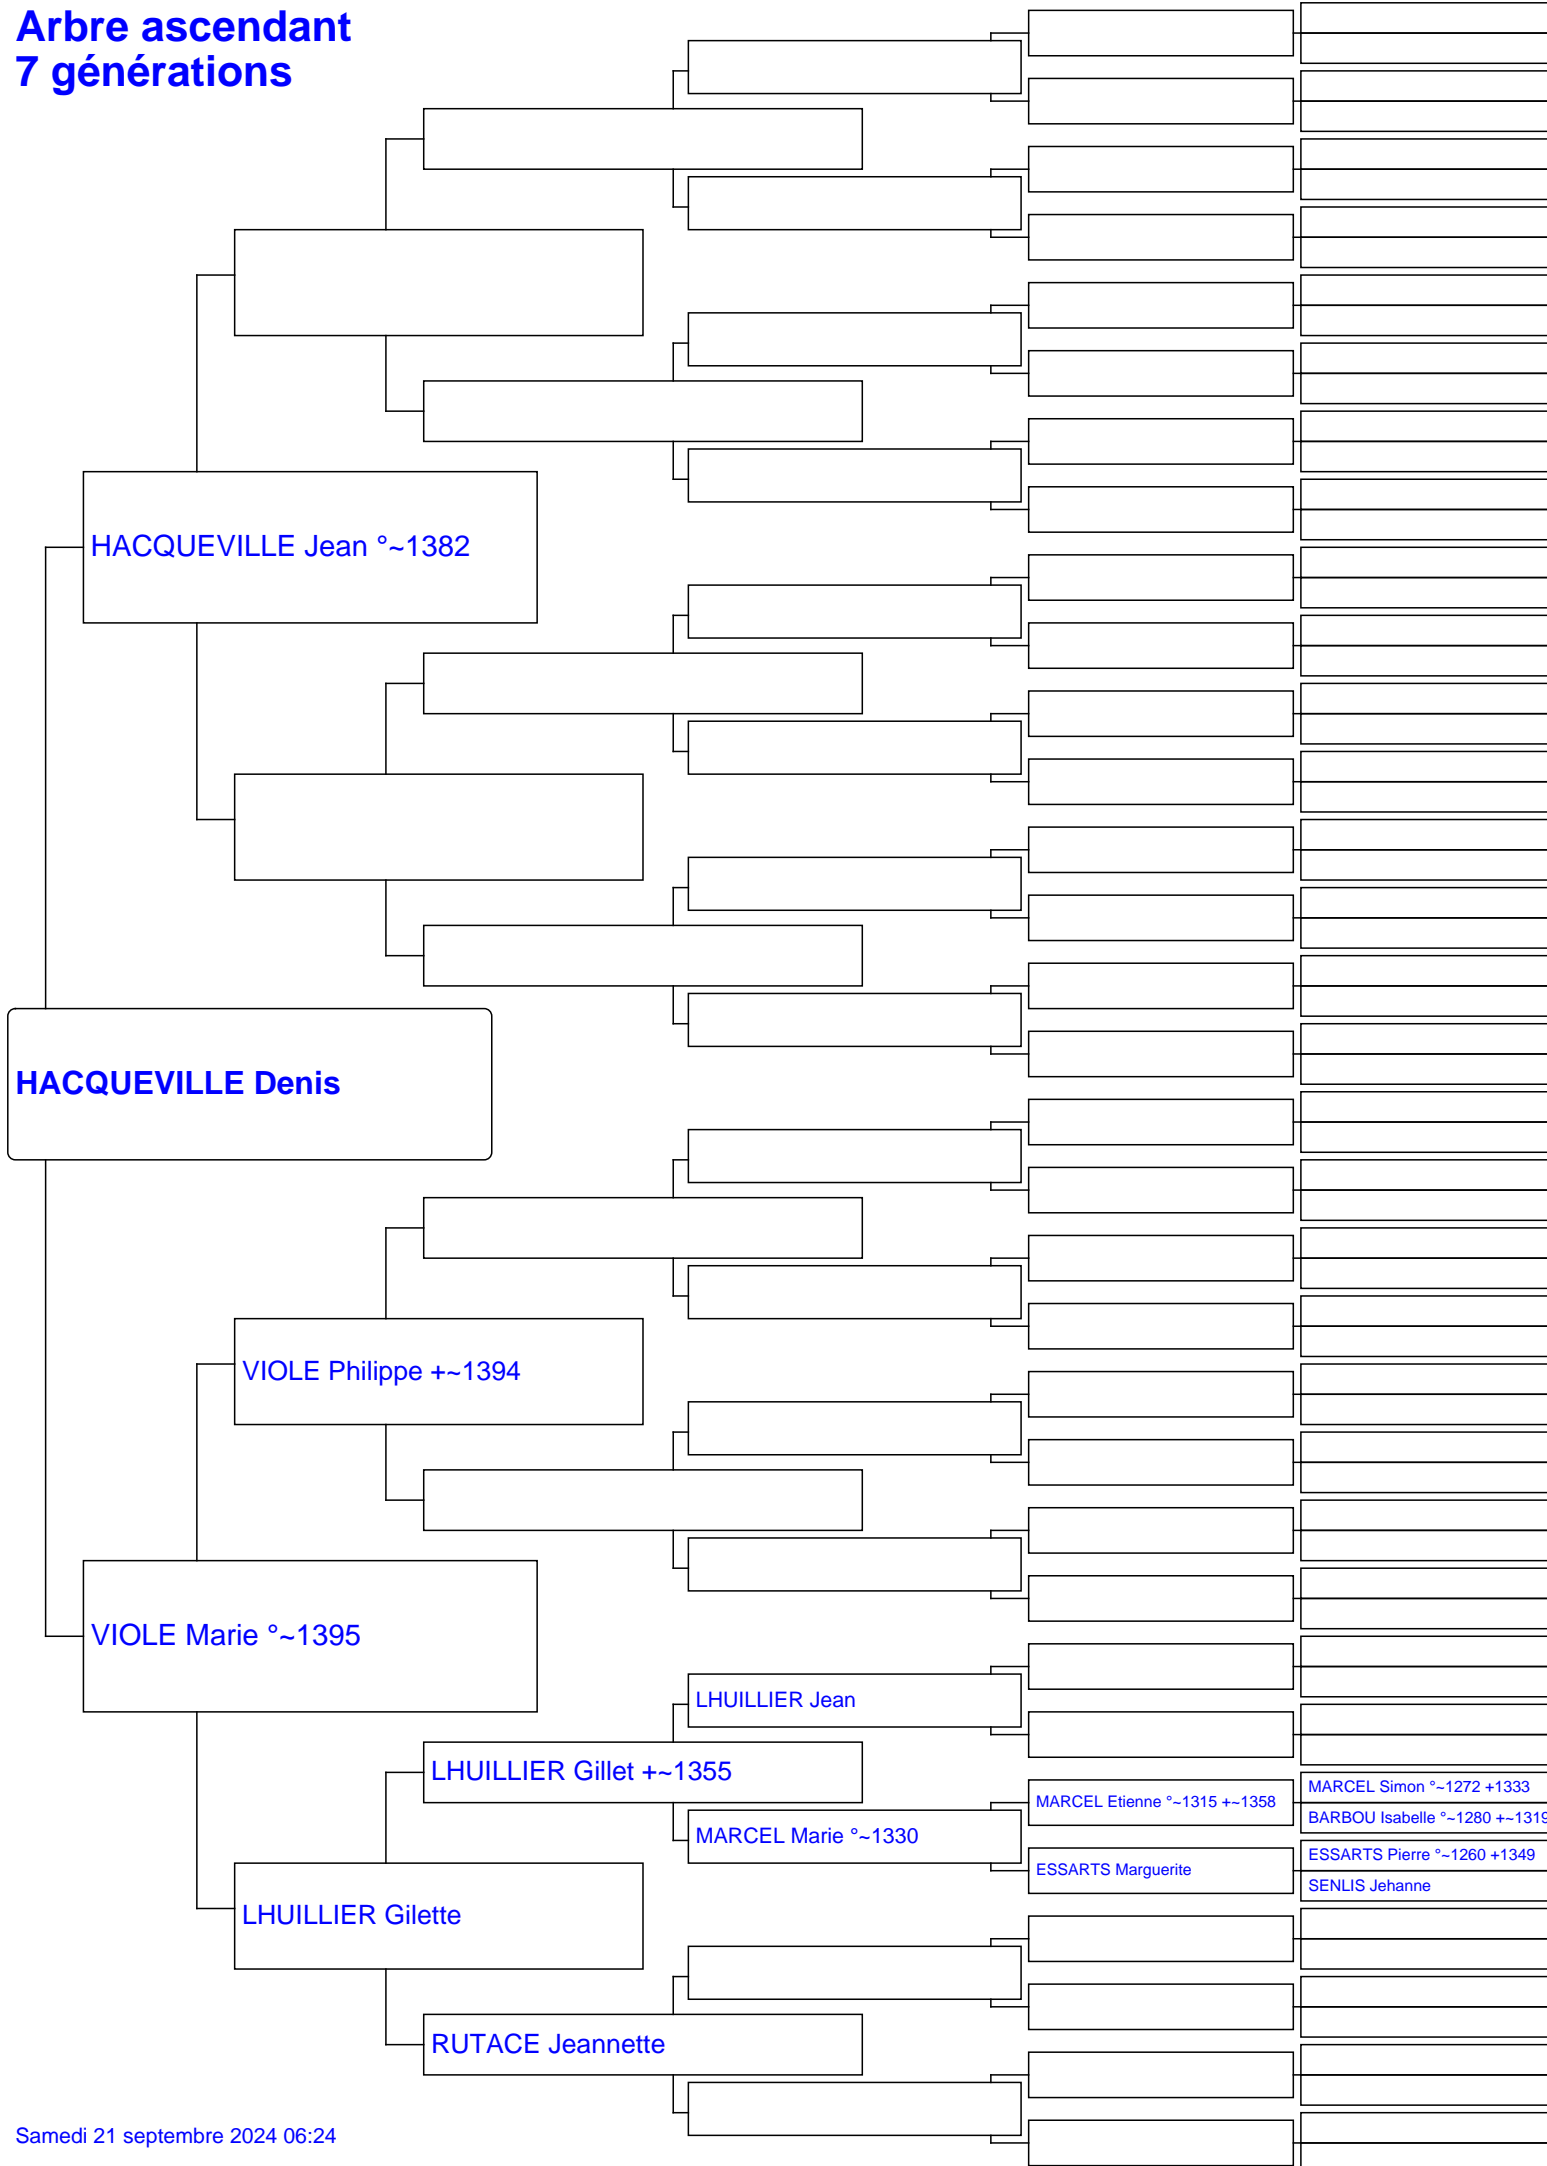 Arbre ascendant
7 générations
HACQUEVILLE Jean °~1382
HACQUEVILLE Denis
VIOLE Philippe +~1394
VIOLE Marie °~1395
LHUILLIER Jean
LHUILLIER Gillet +~1355
MARCEL Simon °~1272 +1333
MARCEL Etienne °~1315 +~1358
BARBOU Isabelle °~1280 +~1319
MARCEL Marie °~1330
ESSARTS Pierre °~1260 +1349
ESSARTS Marguerite
SENLIS Jehanne
LHUILLIER Gilette
RUTACE Jeannette
Samedi 21 septembre 2024 06:24